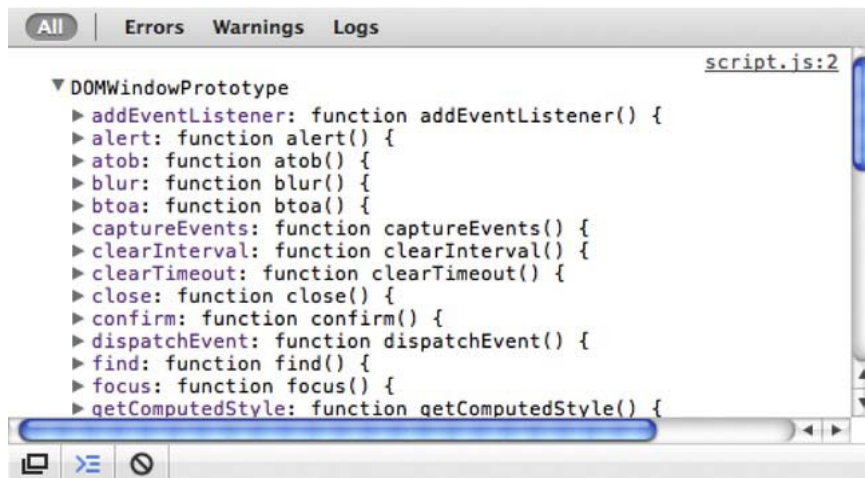 All Errors Warnings Logs
script.js:2
DOMWindowPrototype
addEventListener: function addEventListener() {
alert: function alert() {
atob: function atob() {
blur: function blur() {
btoa: function btoa() {
captureEvents: function captureEvents() {
clearInterval: function clearInterval() {
clearTimeout: function clearTimeout() {
close: function close() {
confirm: function confirm() {
dispatchEvent: function dispatchEvent() {
find: function find() {
focus: function focus() {
getComputedStyle: function getComputedStyle() {